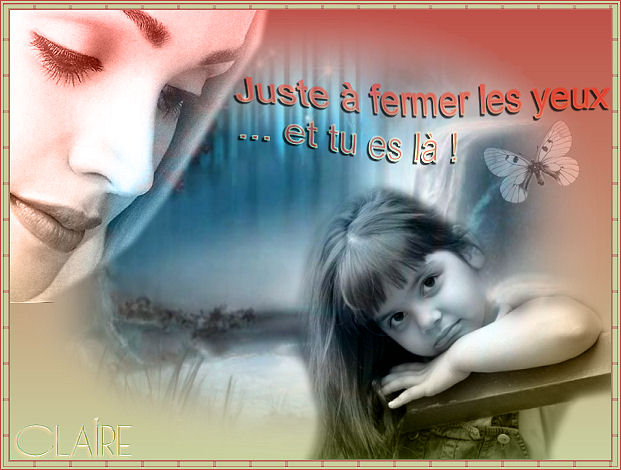 Juste à fermer les yeux
... et tu es là !
CLAIRE